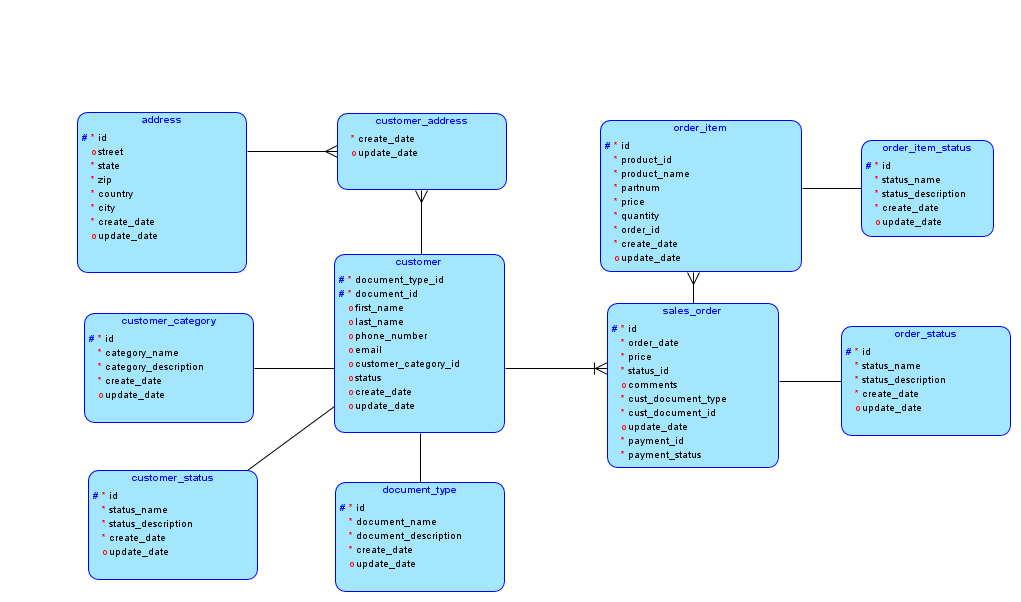 address
# * id
o street
* state
* zip
* country
* city
* create_date
o update_date
customer_address
* create_date
o update_date
order_item
# * id
* product_id
* product_name
* partnum
* price
* quantity
* order_id
* create_date
o update_date
order_item_status
# * id
* status_name
* status_description
* create_date
o update_date
customer
# * document_type_id
# * document_id
o first_name
o last_name
o phone_number
o email
o customer_category_id
o status
o create_date
o update_date
customer_category
# * id
* category_name
* category_description
* create_date
o update_date
sales_order
# * id
* order_date
* price
* status_id
o comments
* cust_document_type
* cust_document_id
o update_date
* payment_id
* payment_status
order_status
# * id
* status_name
* status_description
* create_date
o update_date
customer_status
# * id
* status_name
* status_description
* create_date
o update_date
document_type
# * id
* document_name
* document_description
* create_date
o update_date